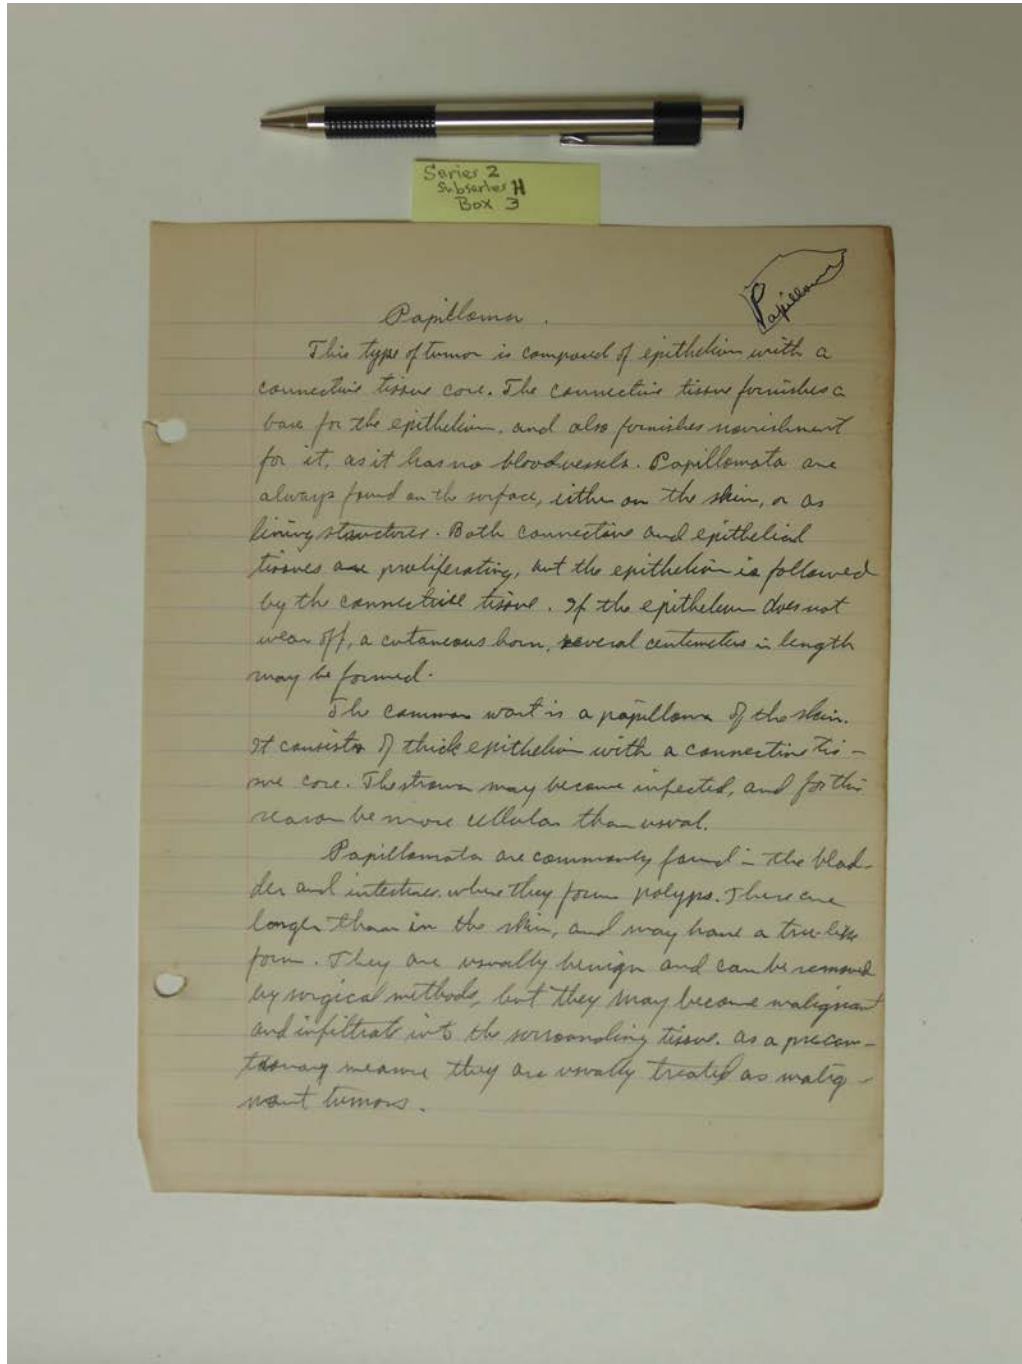 Series 2
Subseries H
Box 3
Papilloma
Papilloma.
This type of tumor is composed of epithelium with a
connective tissue core. The connective tissue furnishes a
base for the epithelium, and also furnishes nourishment
for it, as it has no bloodvessels. Papillomata are
always found on the surface, either on the skin, or as
lining structures. Both connective and epithelial
tissues are proliferating, but the epithelium is followed
by the connective tissue. If the epithelium does not
wear off, a cutaneous horn, several centimeters in length
may be formed.
The common wart is a papilloma of the skin.
It consists of thick epithelium with a connective tis-
sue core. The stroma may become infected, and for this
reason be more cellular than usual.
Papillomata are commonly found in the blad-
der and intestines where they form polyps. These are
longer than in the skin, and may have a tree-like
form. They are usually benign and can be removed
by surgical methods, but they may become malignant
and infiltrate into the surrounding tissue. As a precau-
tionary measure they are usually treated as malig-
nant tumors.